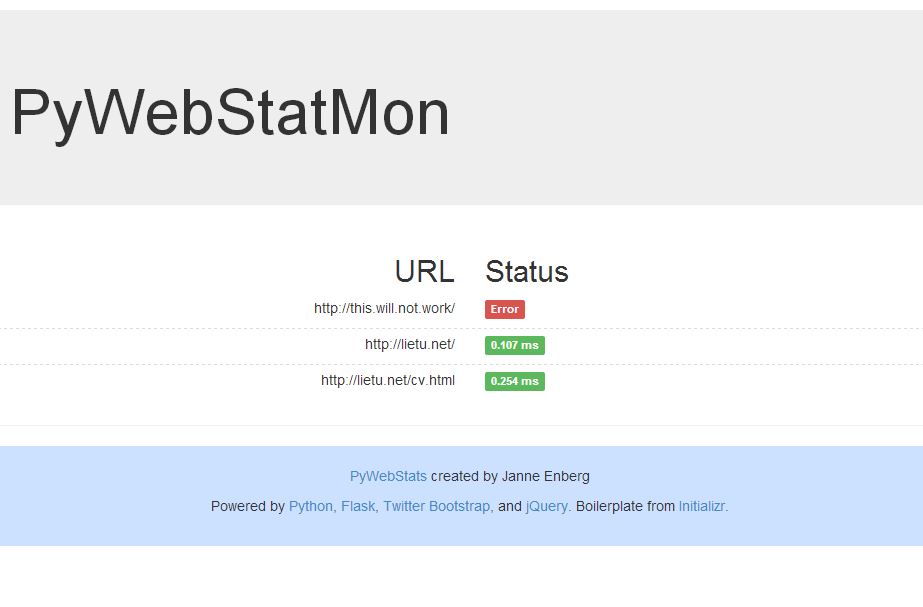 PyWebStatMon
URL Status
http://this.will.not.work/ Error
http://lietu.net/ 0.107 ms
http://lietu.net/cv.html 0.254 ms
PyWebStats created by Janne Enberg
Powered by Python, Flask, Twitter Bootstrap, and jQuery. Boilerplate from Initializr.